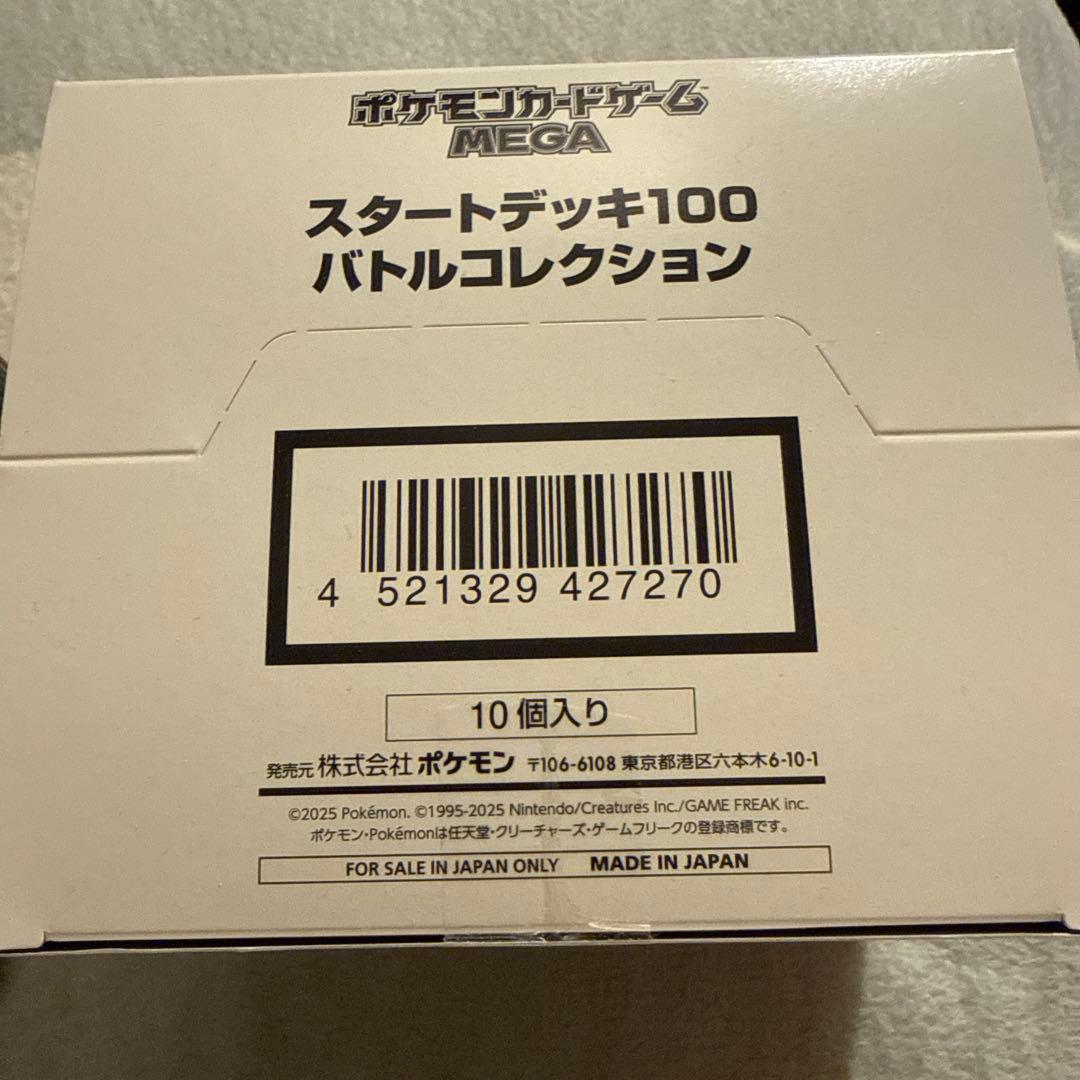 ポケモンカードゲーム™
MEGA
スタートデッキ100
バトルコレクション
4 521329 427270
10個入り
発売元 株式会社 ポケモン 〒106-6108 東京都港区六本木6-10-1
©2025 Pokémon. ©1995-2025 Nintendo/Creatures Inc./GAME FREAK inc.
ポケモン・Pokémonは任天堂・クリーチャーズ・ゲームフリークの登録商標です。
FOR SALE IN JAPAN ONLY MADE IN JAPAN